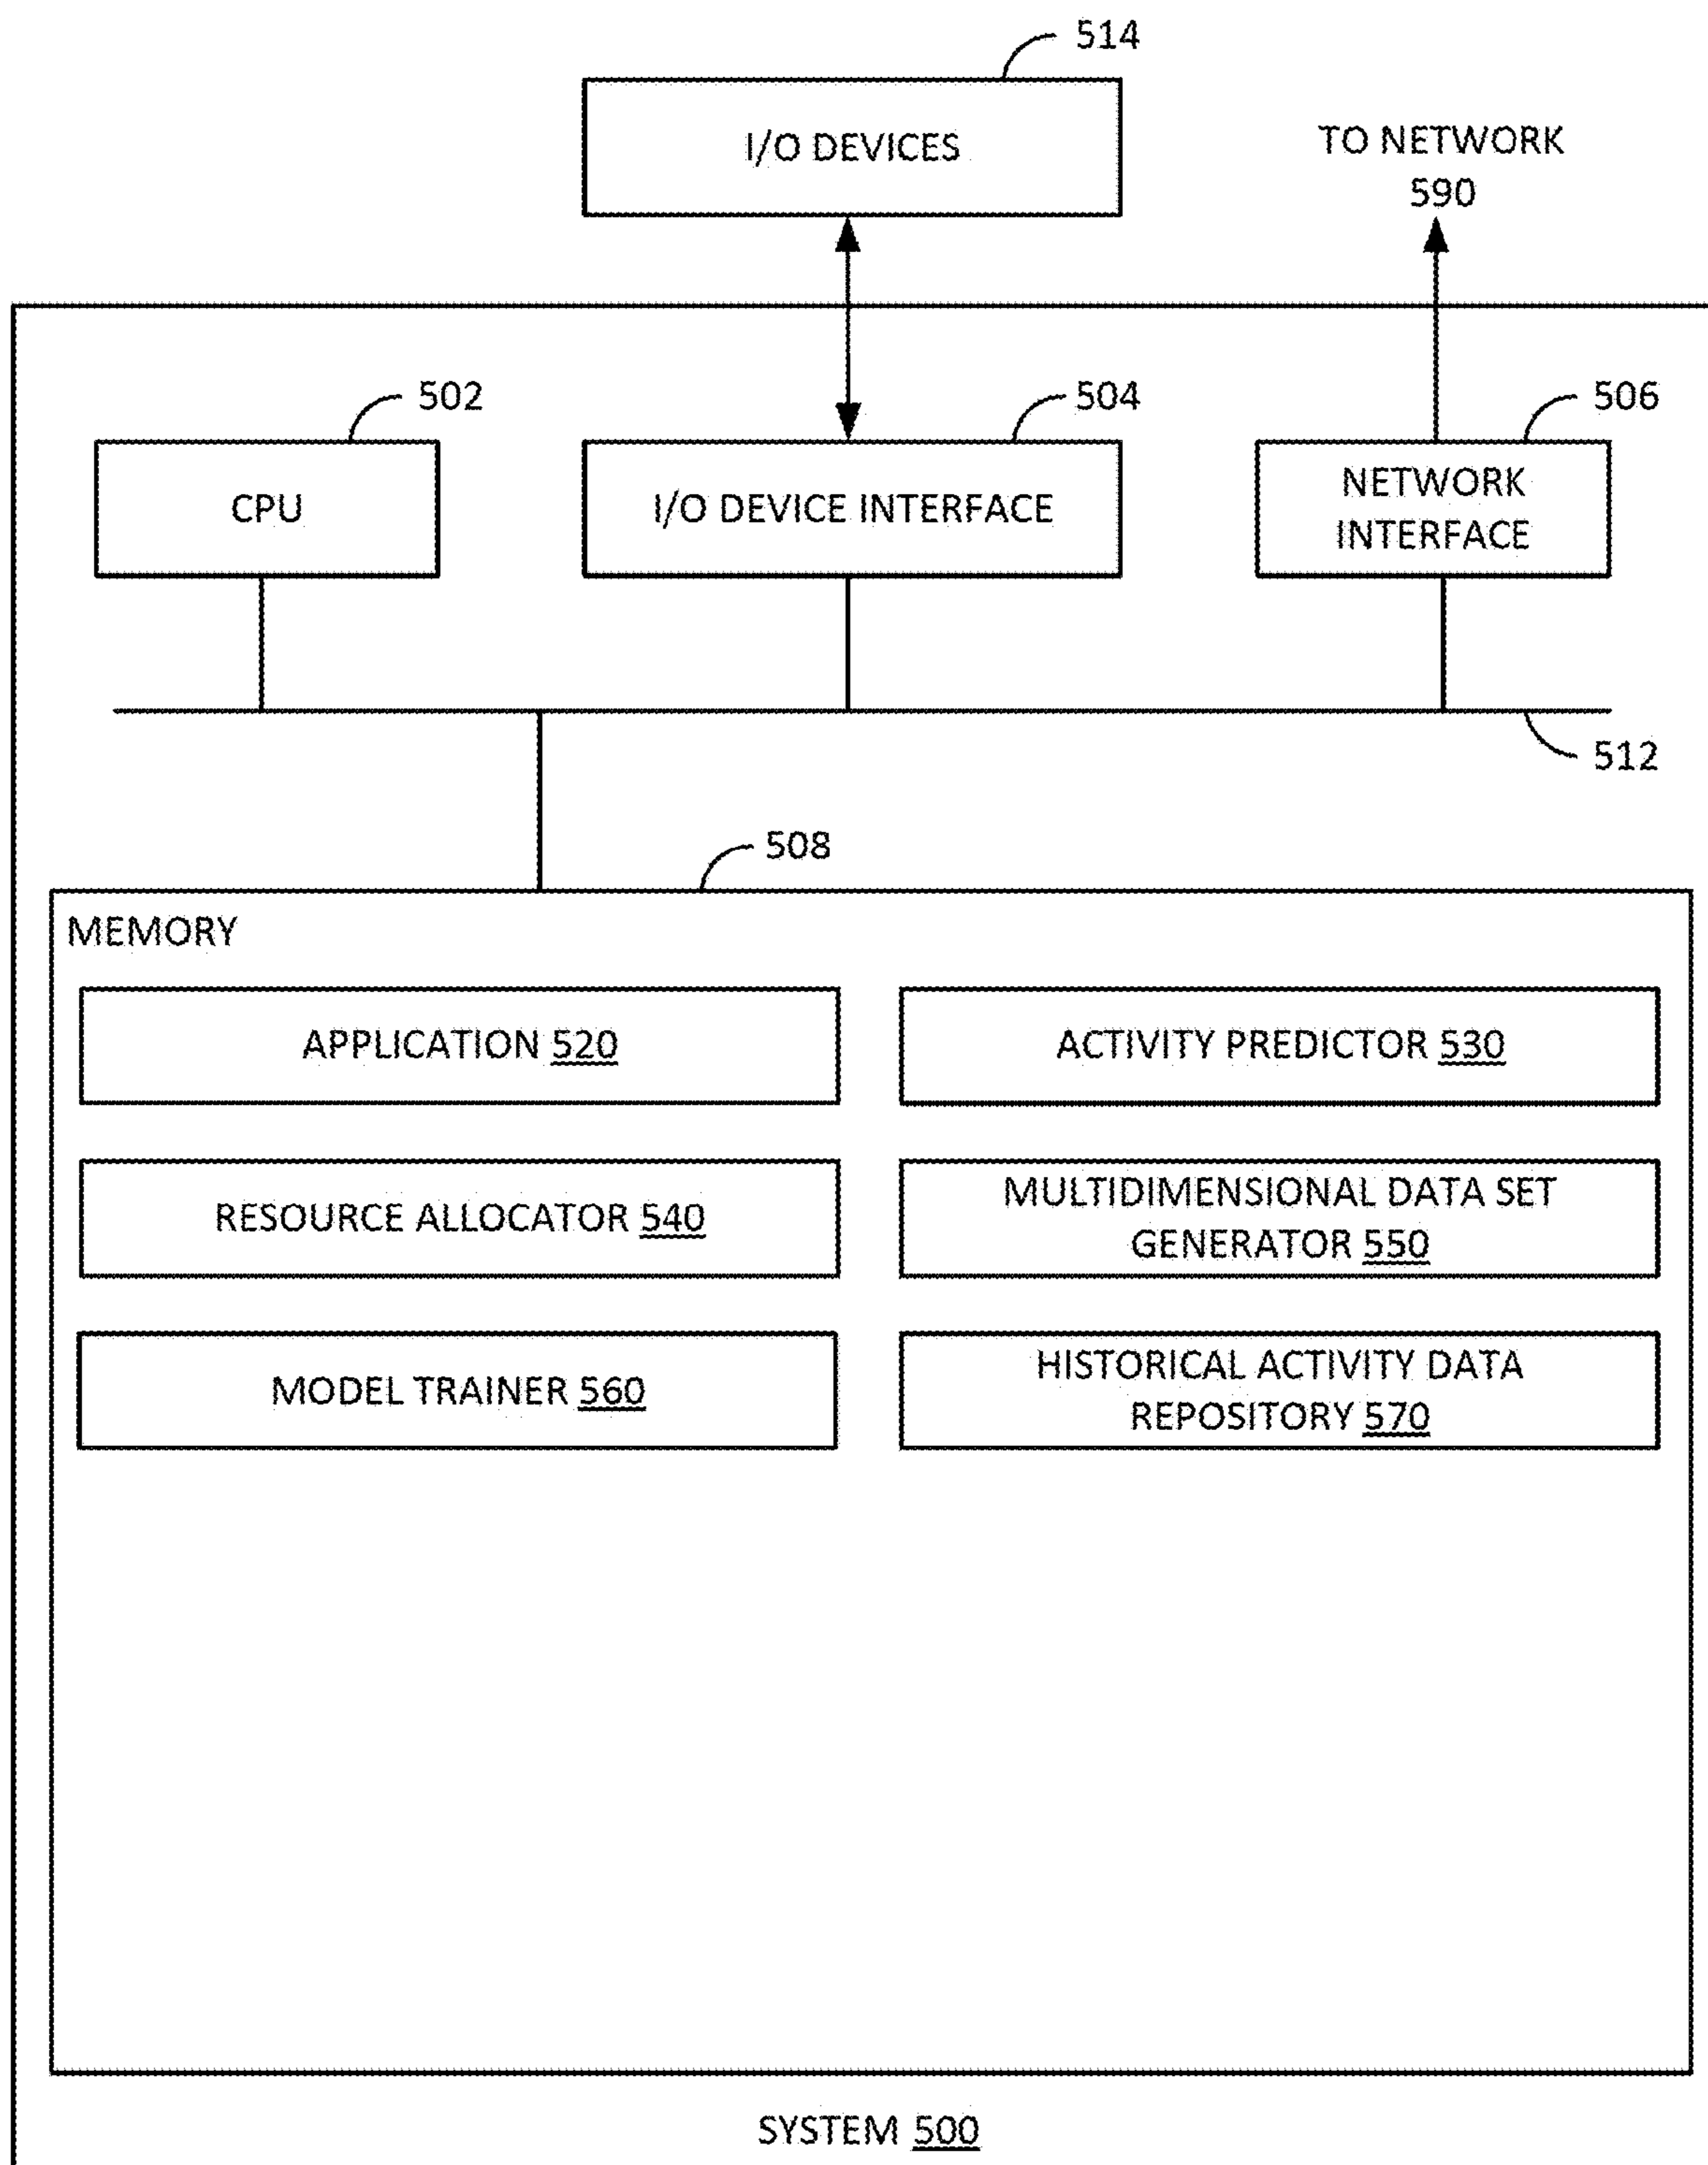 514
I/O DEVICES
TO NETWORK
590
502
504
506
CPU
I/O DEVICE INTERFACE
NETWORK
INTERFACE
512
508
MEMORY
APPLICATION 520
ACTIVITY PREDICTOR 530
RESOURCE ALLOCATOR 540
MULTIDIMENSIONAL DATA SET
GENERATOR 550
MODEL TRAINER 560
HISTORICAL ACTIVITY DATA
REPOSITORY 570
SYSTEM 500